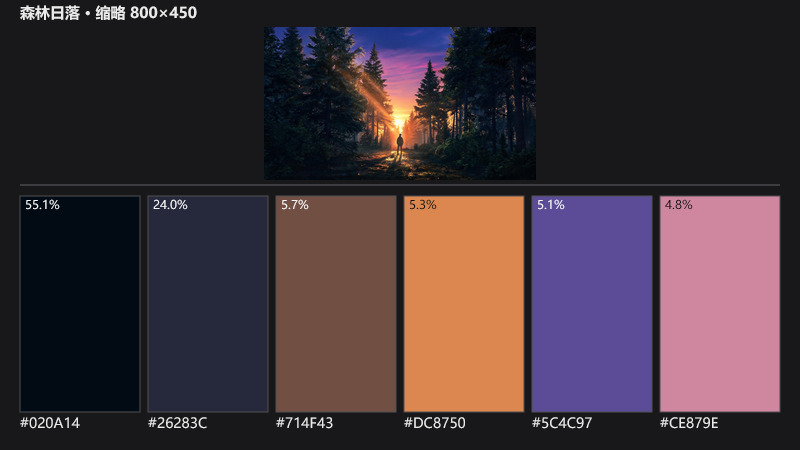 森林日落 • 缩略 800×450
55.1%
24.0%
5.7%
5.3%
5.1%
4.8%
#020A14
#26283C
#714F43
#DC8750
#5C4C97
#CE879E